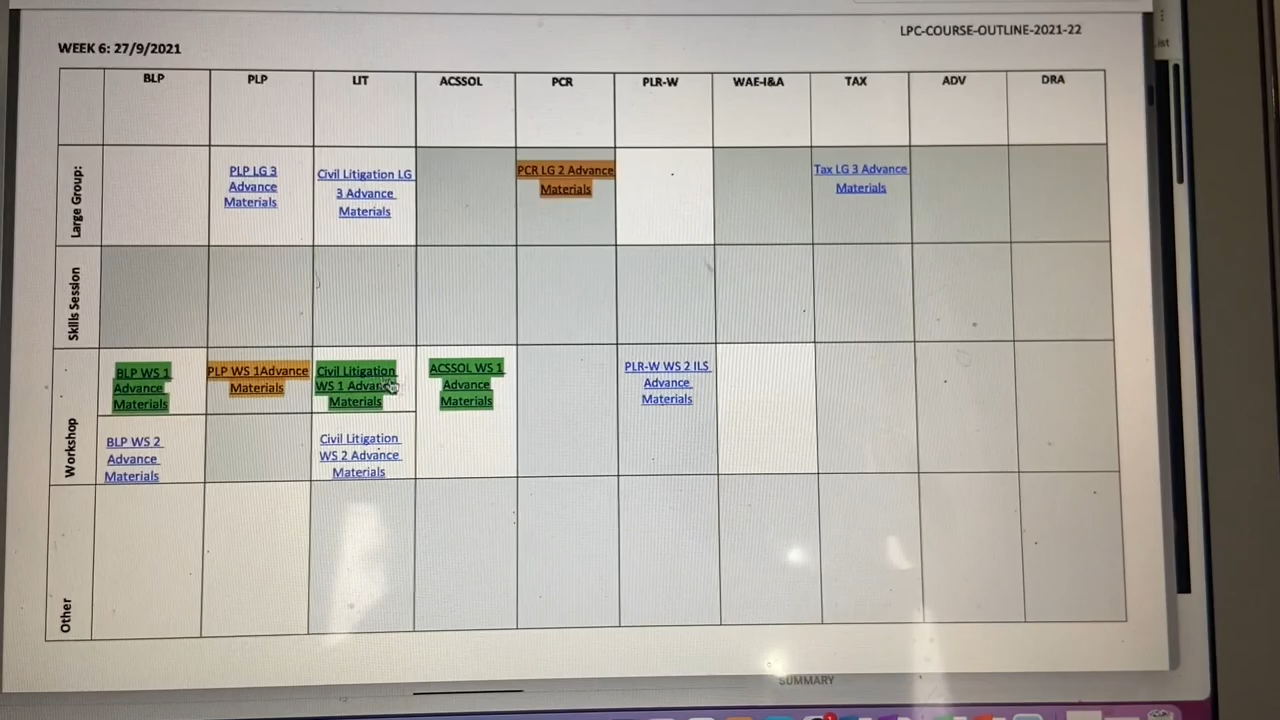 LPC-COURSE-OUTLINE-2021-22
WEEK 6: 27/9/2021
BLP
PLP
LIT
ACSSOL
PCR
PLR-W
WAE-I&A
TAX
ADV
DRA
Large Group:
PLP LG 3
Advance
Materials
Civil Litigation LG
3 Advance
Materials
PCR LG 2 Advance
Materials
Tax LG 3 Advance
Materials
Skills Session
Workshop
BLP WS 1
Advance
Materials
PLP WS 1Advance
Materials
Civil Litigation
WS 1 Advance
Materials
ACSSOL WS 1
Advance
Materials
PLR-W WS 2 ILS
Advance
Materials
BLP WS 2
Advance
Materials
Civil Litigation
WS 2 Advance
Materials
Other
SUMMARY